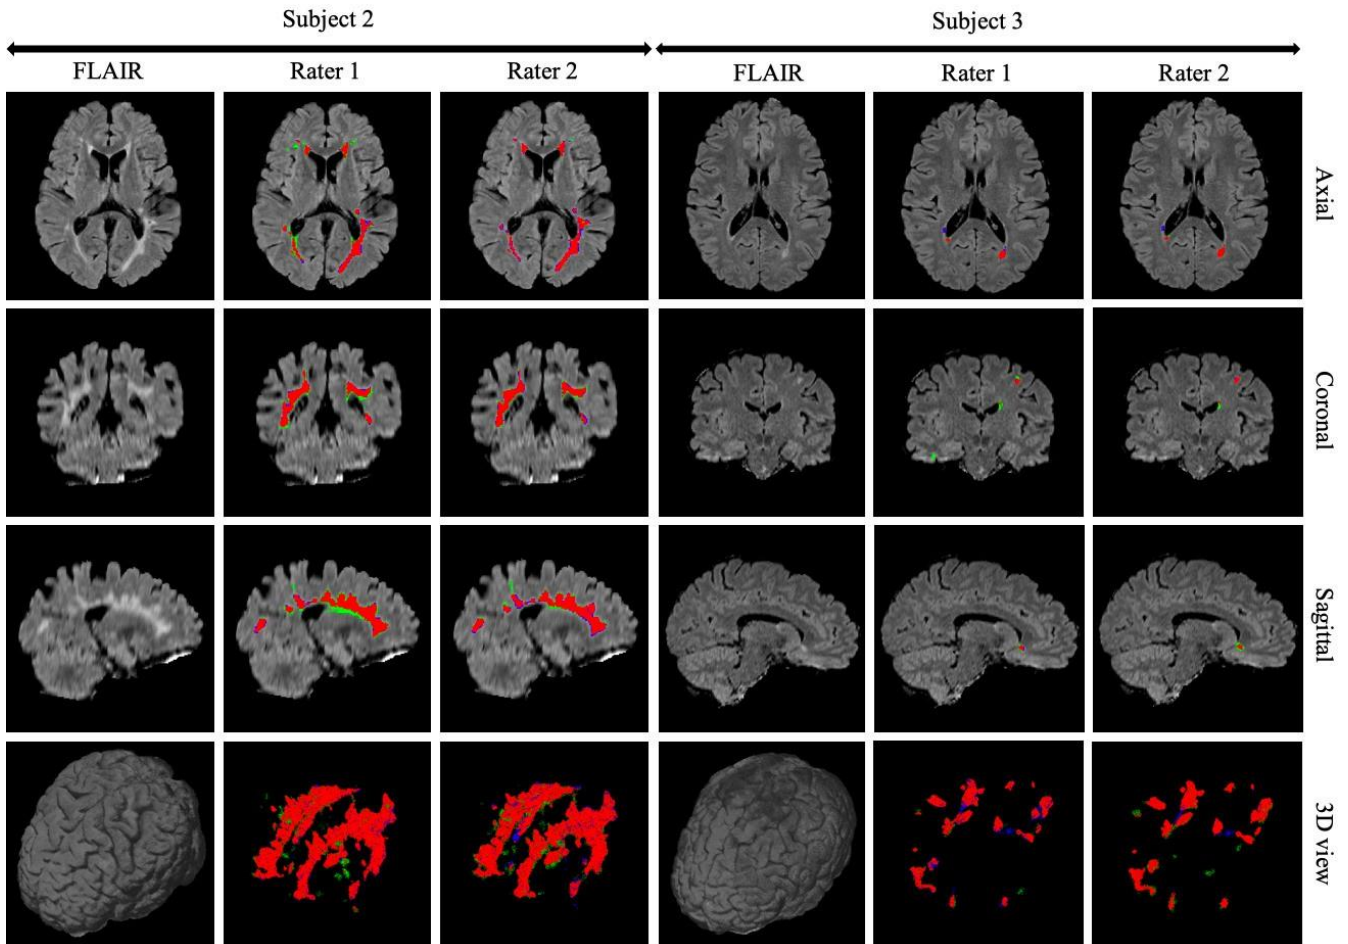 Subject 2
Subject 3
FLAIR
Rater 1
Rater 2
FLAIR
Rater 1
Rater 2
Axial
Coronal
Sagittal
3D view